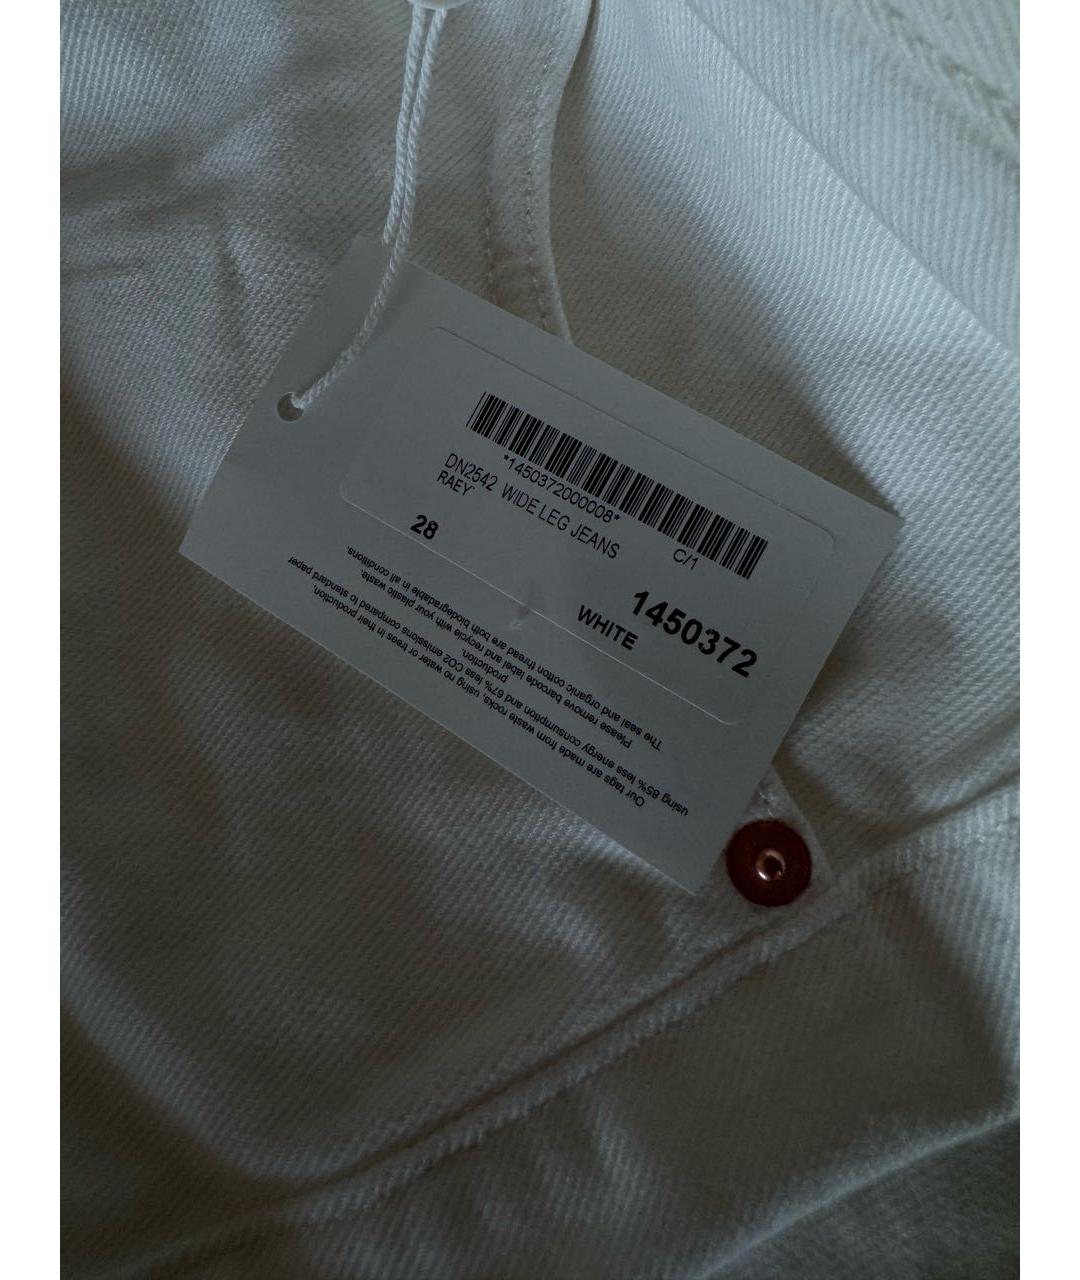 *1450372000008*
DN2542 WIDE LEG JEANS
C/1
RAEY
28
1450372
WHITE
Our tags are made from waste rocks, using no water or trees in their production,
using 85% less energy consumption and 67% less CO2 emissions compared to standard paper
production.
Please remove barcode label and recycle with your plastic waste.
The seal and organic cotton thread are both biodegradable in all conditions.